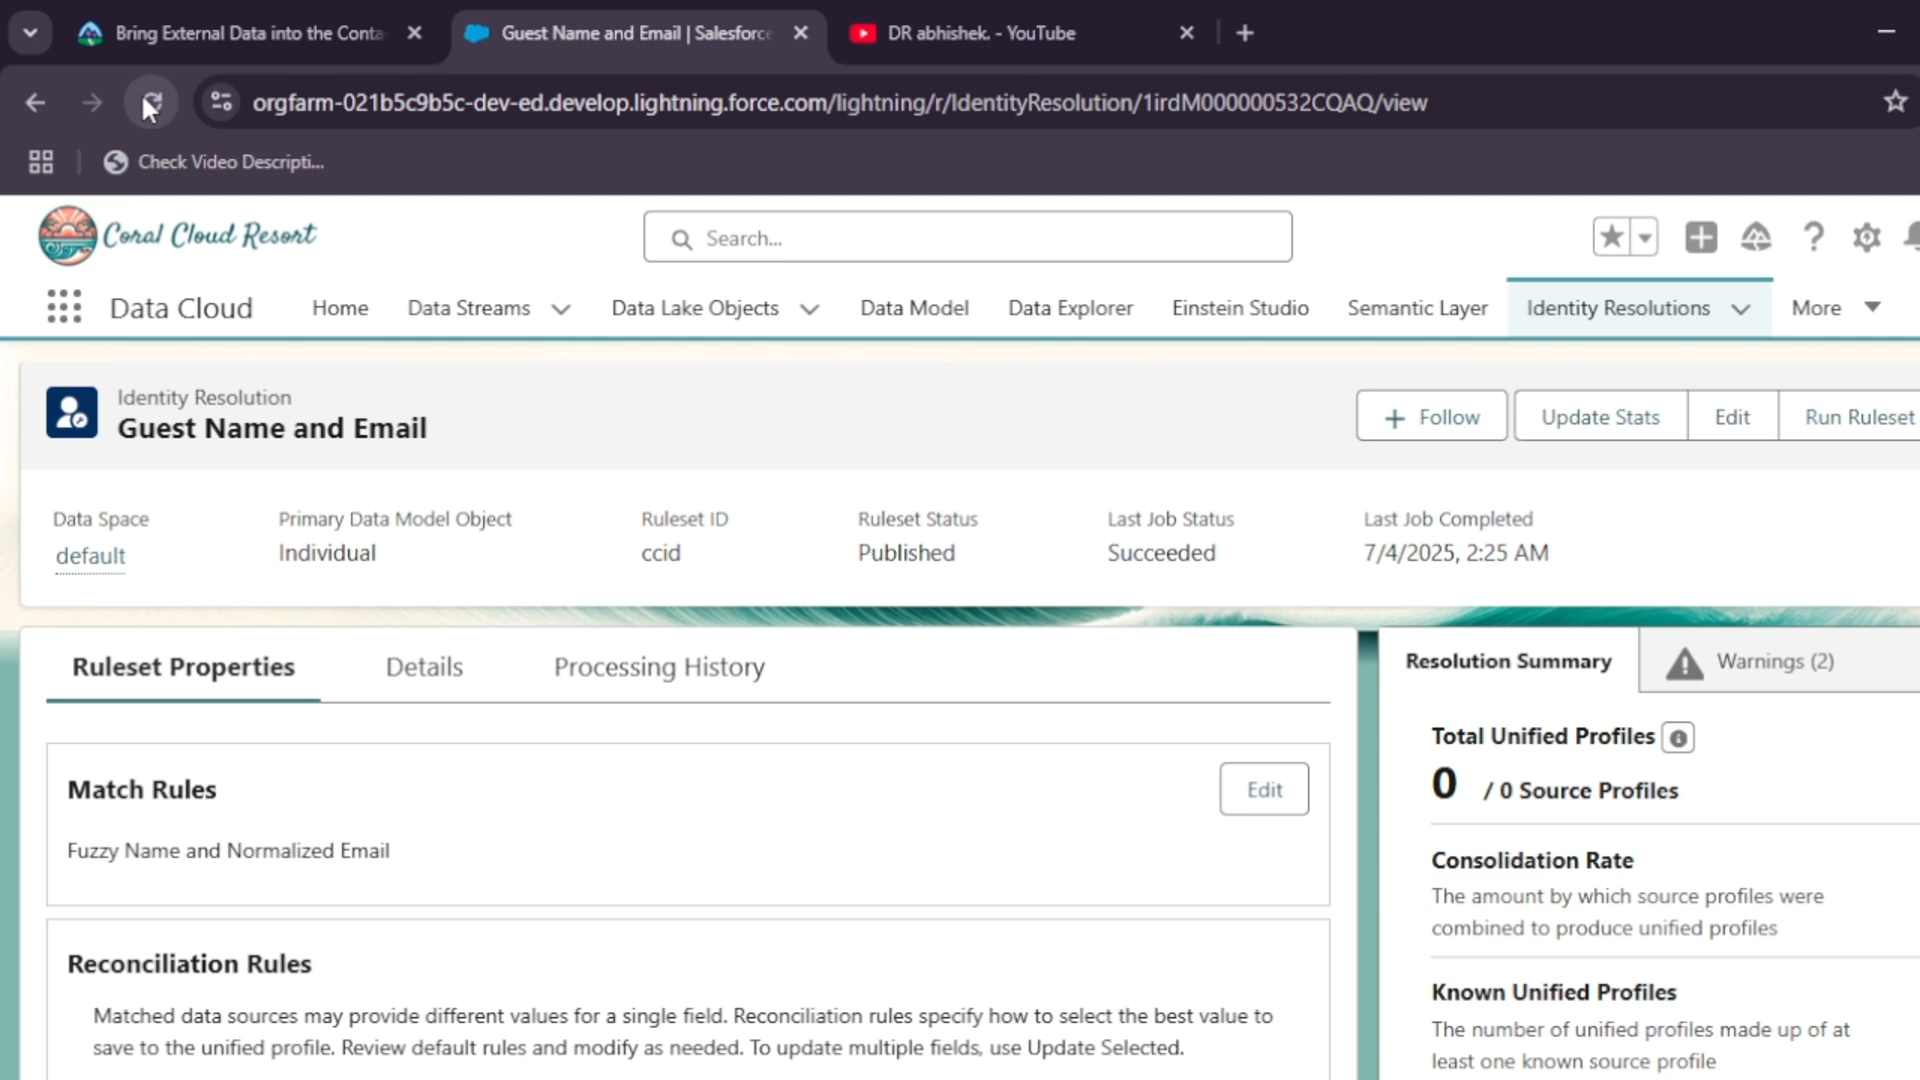 Bring External Data into the Conta
Guest Name and Email | Salesforce
DR abhishek. - YouTube
orgfarm-021b5c9b5c-dev-ed.develop.lightning.force.com/lightning/r/IdentityResolution/1irdM000000532CQAQ/view
Check Video Descripti...
Coral Cloud Resort
Search...
Data Cloud
Home
Data Streams
Data Lake Objects
Data Model
Data Explorer
Einstein Studio
Semantic Layer
Identity Resolutions
More
Identity Resolution
Guest Name and Email
Follow
Update Stats
Edit
Run Ruleset
Data Space
Primary Data Model Object
Ruleset ID
Ruleset Status
Last Job Status
Last Job Completed
default
Individual
ccid
Published
Succeeded
7/4/2025, 2:25 AM
Ruleset Properties
Details
Processing History
Match Rules
Edit
Fuzzy Name and Normalized Email
Reconciliation Rules
Matched data sources may provide different values for a single field. Reconciliation rules specify how to select the best value to
save to the unified profile. Review default rules and modify as needed. To update multiple fields, use Update Selected.
Resolution Summary
Warnings (2)
Total Unified Profiles
0 / 0 Source Profiles
Consolidation Rate
The amount by which source profiles were
combined to produce unified profiles
Known Unified Profiles
The number of unified profiles made up of at
least one known source profile